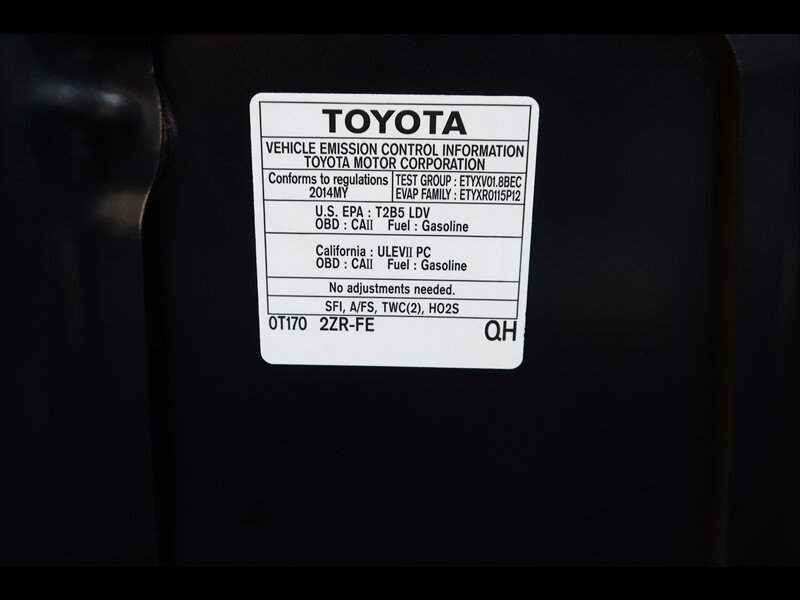 TOYOTA
VEHICLE EMISSION CONTROL INFORMATION
TOYOTA MOTOR CORPORATION
Conforms to regulations
2014MY
TEST GROUP : ETYXV01.8BEC
EVAP FAMILY : ETYXR0115P12
U.S. EPA : T2B5 LDV
OBD : CAII Fuel : Gasoline
California : ULEVII PC
OBD : CAII Fuel : Gasoline
No adjustments needed.
SFI, A/FS, TWC(2), HO2S
0T170 2ZR-FE
QH